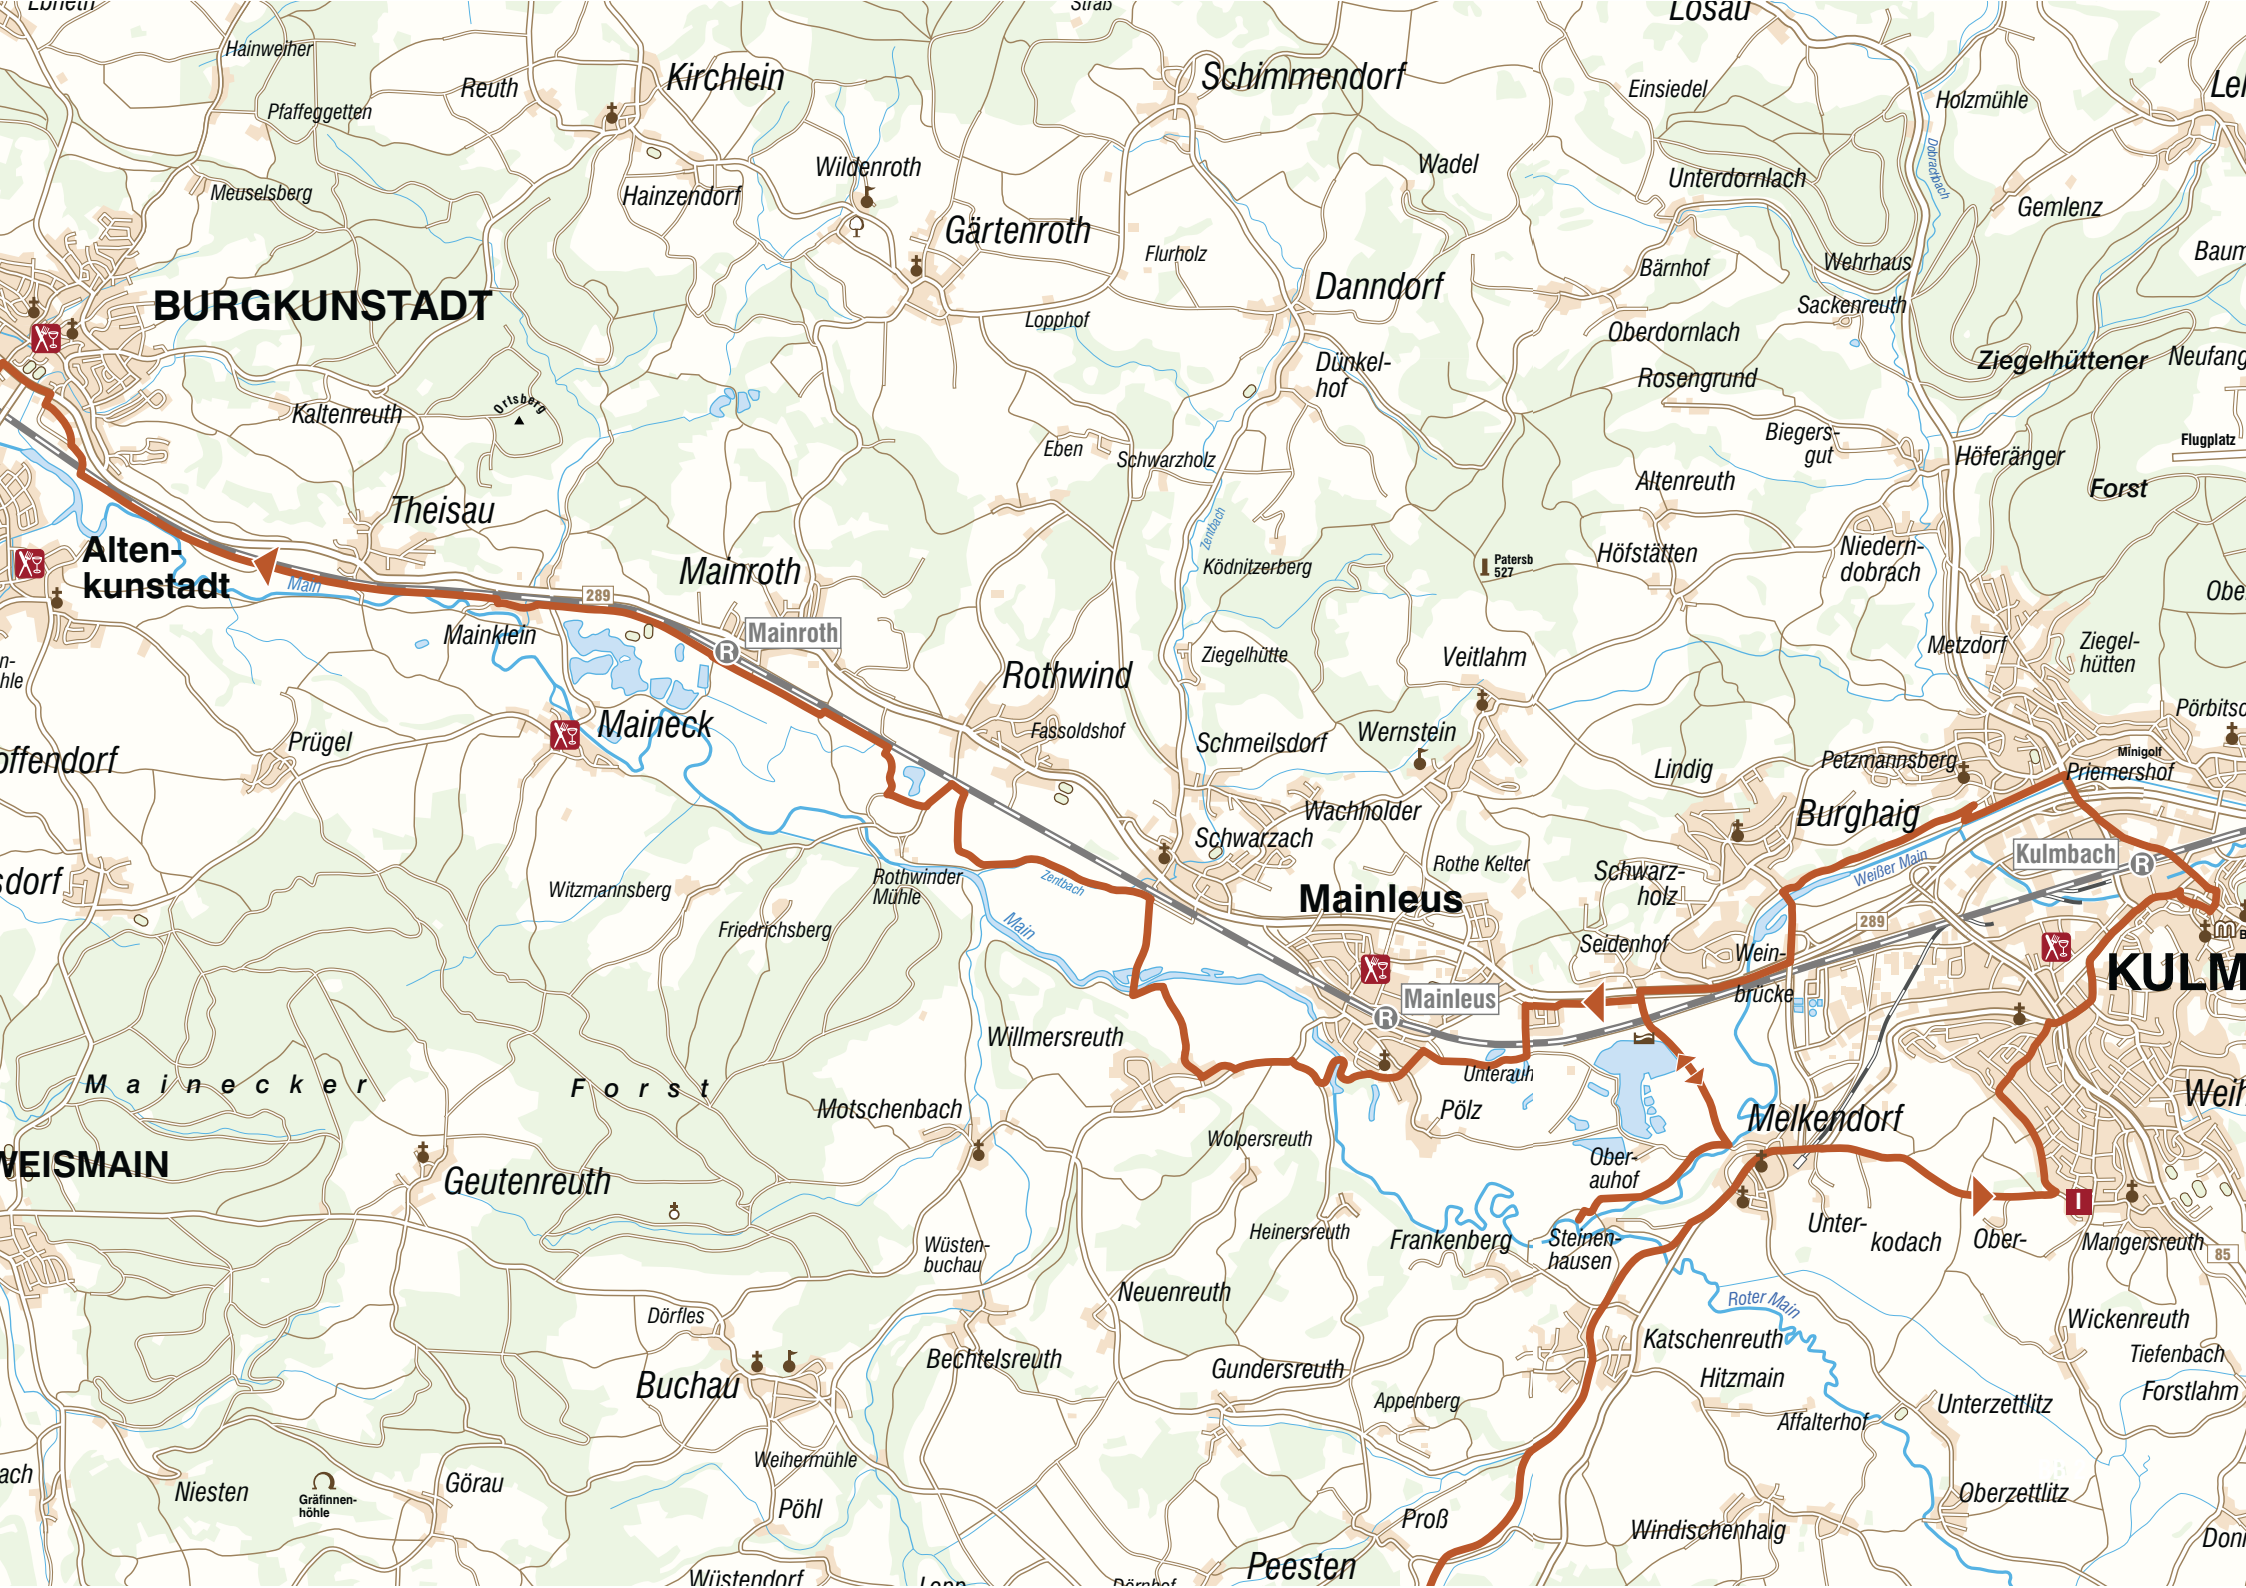 Straß
Losau
Hainweiher
Kirchlein
Schimmendorf
Reuth
Einsiedel
Holzmühle
Pfaffeggetten
Dobrachbach
Wildenroth
Wadel
Unterdornlach
Meuselsberg
Hainzendorf
Gemlenz
Gärtenroth
Flurholz
Bärnhof
Wehrhaus
BURGKUNSTADT
Danndorf
Sackenreuth
Lopphof
Oberdornlach
Dünkel-
hof
Ziegelhüttener
Rosengrund
Ortsberg
Kaltenreuth
Eben
Schwarzholz
Biegers-
gut
Höferänger
Flugplatz
Altenreuth
Forst
Theisau
Zentbach
Alten-
kunstadt
Main
Mainroth
Ködnitzerberg
Patersb
527
Höfstätten
Niedern-
dobrach
289
Mainklein
R
Mainroth
Ziegelhütte
Veitlahm
Metzdorf
Ziegel-
hütten
Rothwind
Maineck
Prügel
Fassoldshof
Schmeilsdorf
Wernstein
Lindig
Petzmannsberg
Minigolf
Priemershof
Wachholder
Burghaig
Schwarzach
Kulmbach
R
Witzmannsberg
Rothwinder
Mühle
Zentbach
Rothe Kelter
Schwarz-
holz
Weißer Main
Mainleus
289
Friedrichsberg
Main
Seidenhof
Wein-
brücke
KULM
Mainleus
R
Willmersreuth
Mainecker Forst
Unterauh
Motschenbach
Pölz
Melkendorf
Wolpersreuth
WEISMAIN
Geutenreuth
Ober-
auhof
I
Heinersreuth
Frankenberg
Steinen-
hausen
Unter-
kodach
Ober-
Mangersreuth
85
Wüsten-
buchau
Neuenreuth
Roter Main
Dörfles
Wickenreuth
Katschenreuth
Bechtelsreuth
Gundersreuth
Hitzmain
Tiefenbach
Buchau
Appenberg
Affalterhof
Unterzettlitz
Forstlahm
Weihermühle
Niesten
Gräfinnen-
höhle
Görau
Pöhl
Proß
Oberzettlitz
Windischenhaig
Peesten
Wüstendorf